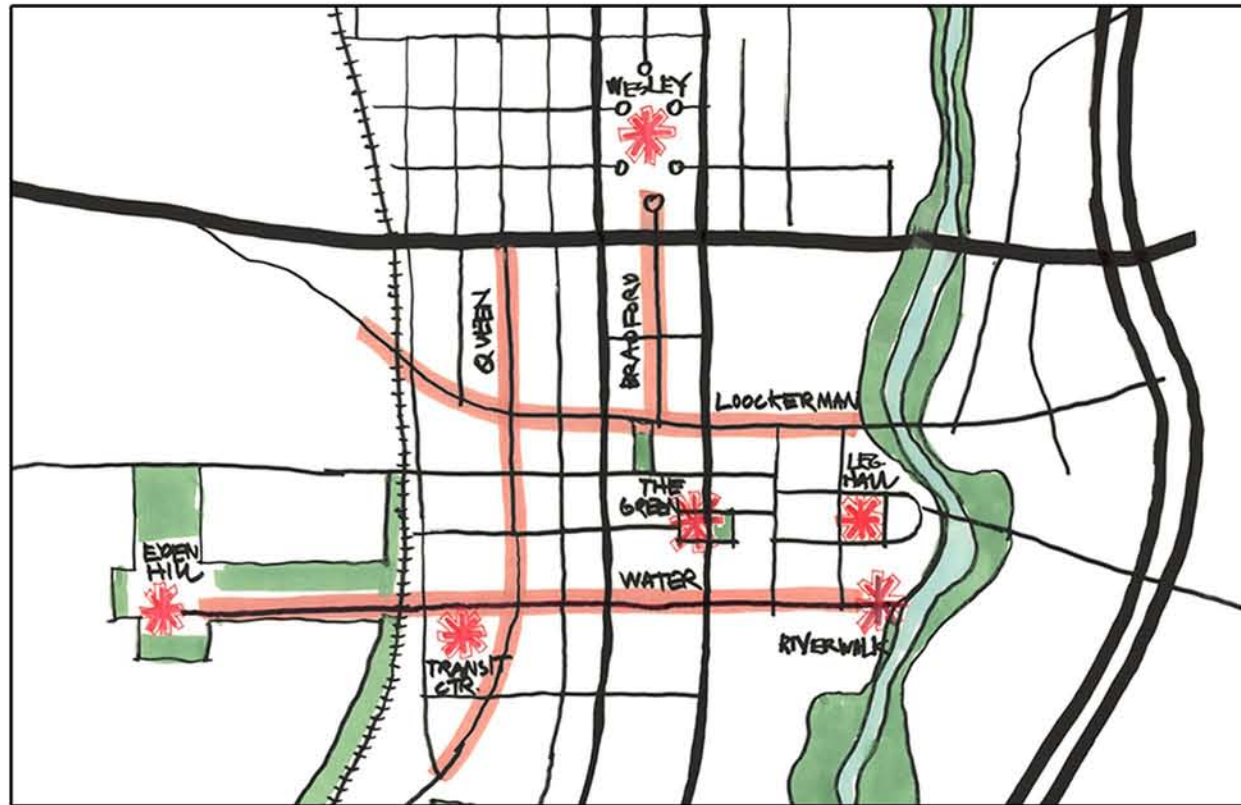 WESLEY
QUEEN
BRADFORD
LOOCKERMAN
THE
GREEN
LEG.
HALL
EDEN
HILL
WATER
TRANSIT
CTR.
RIVERWALK